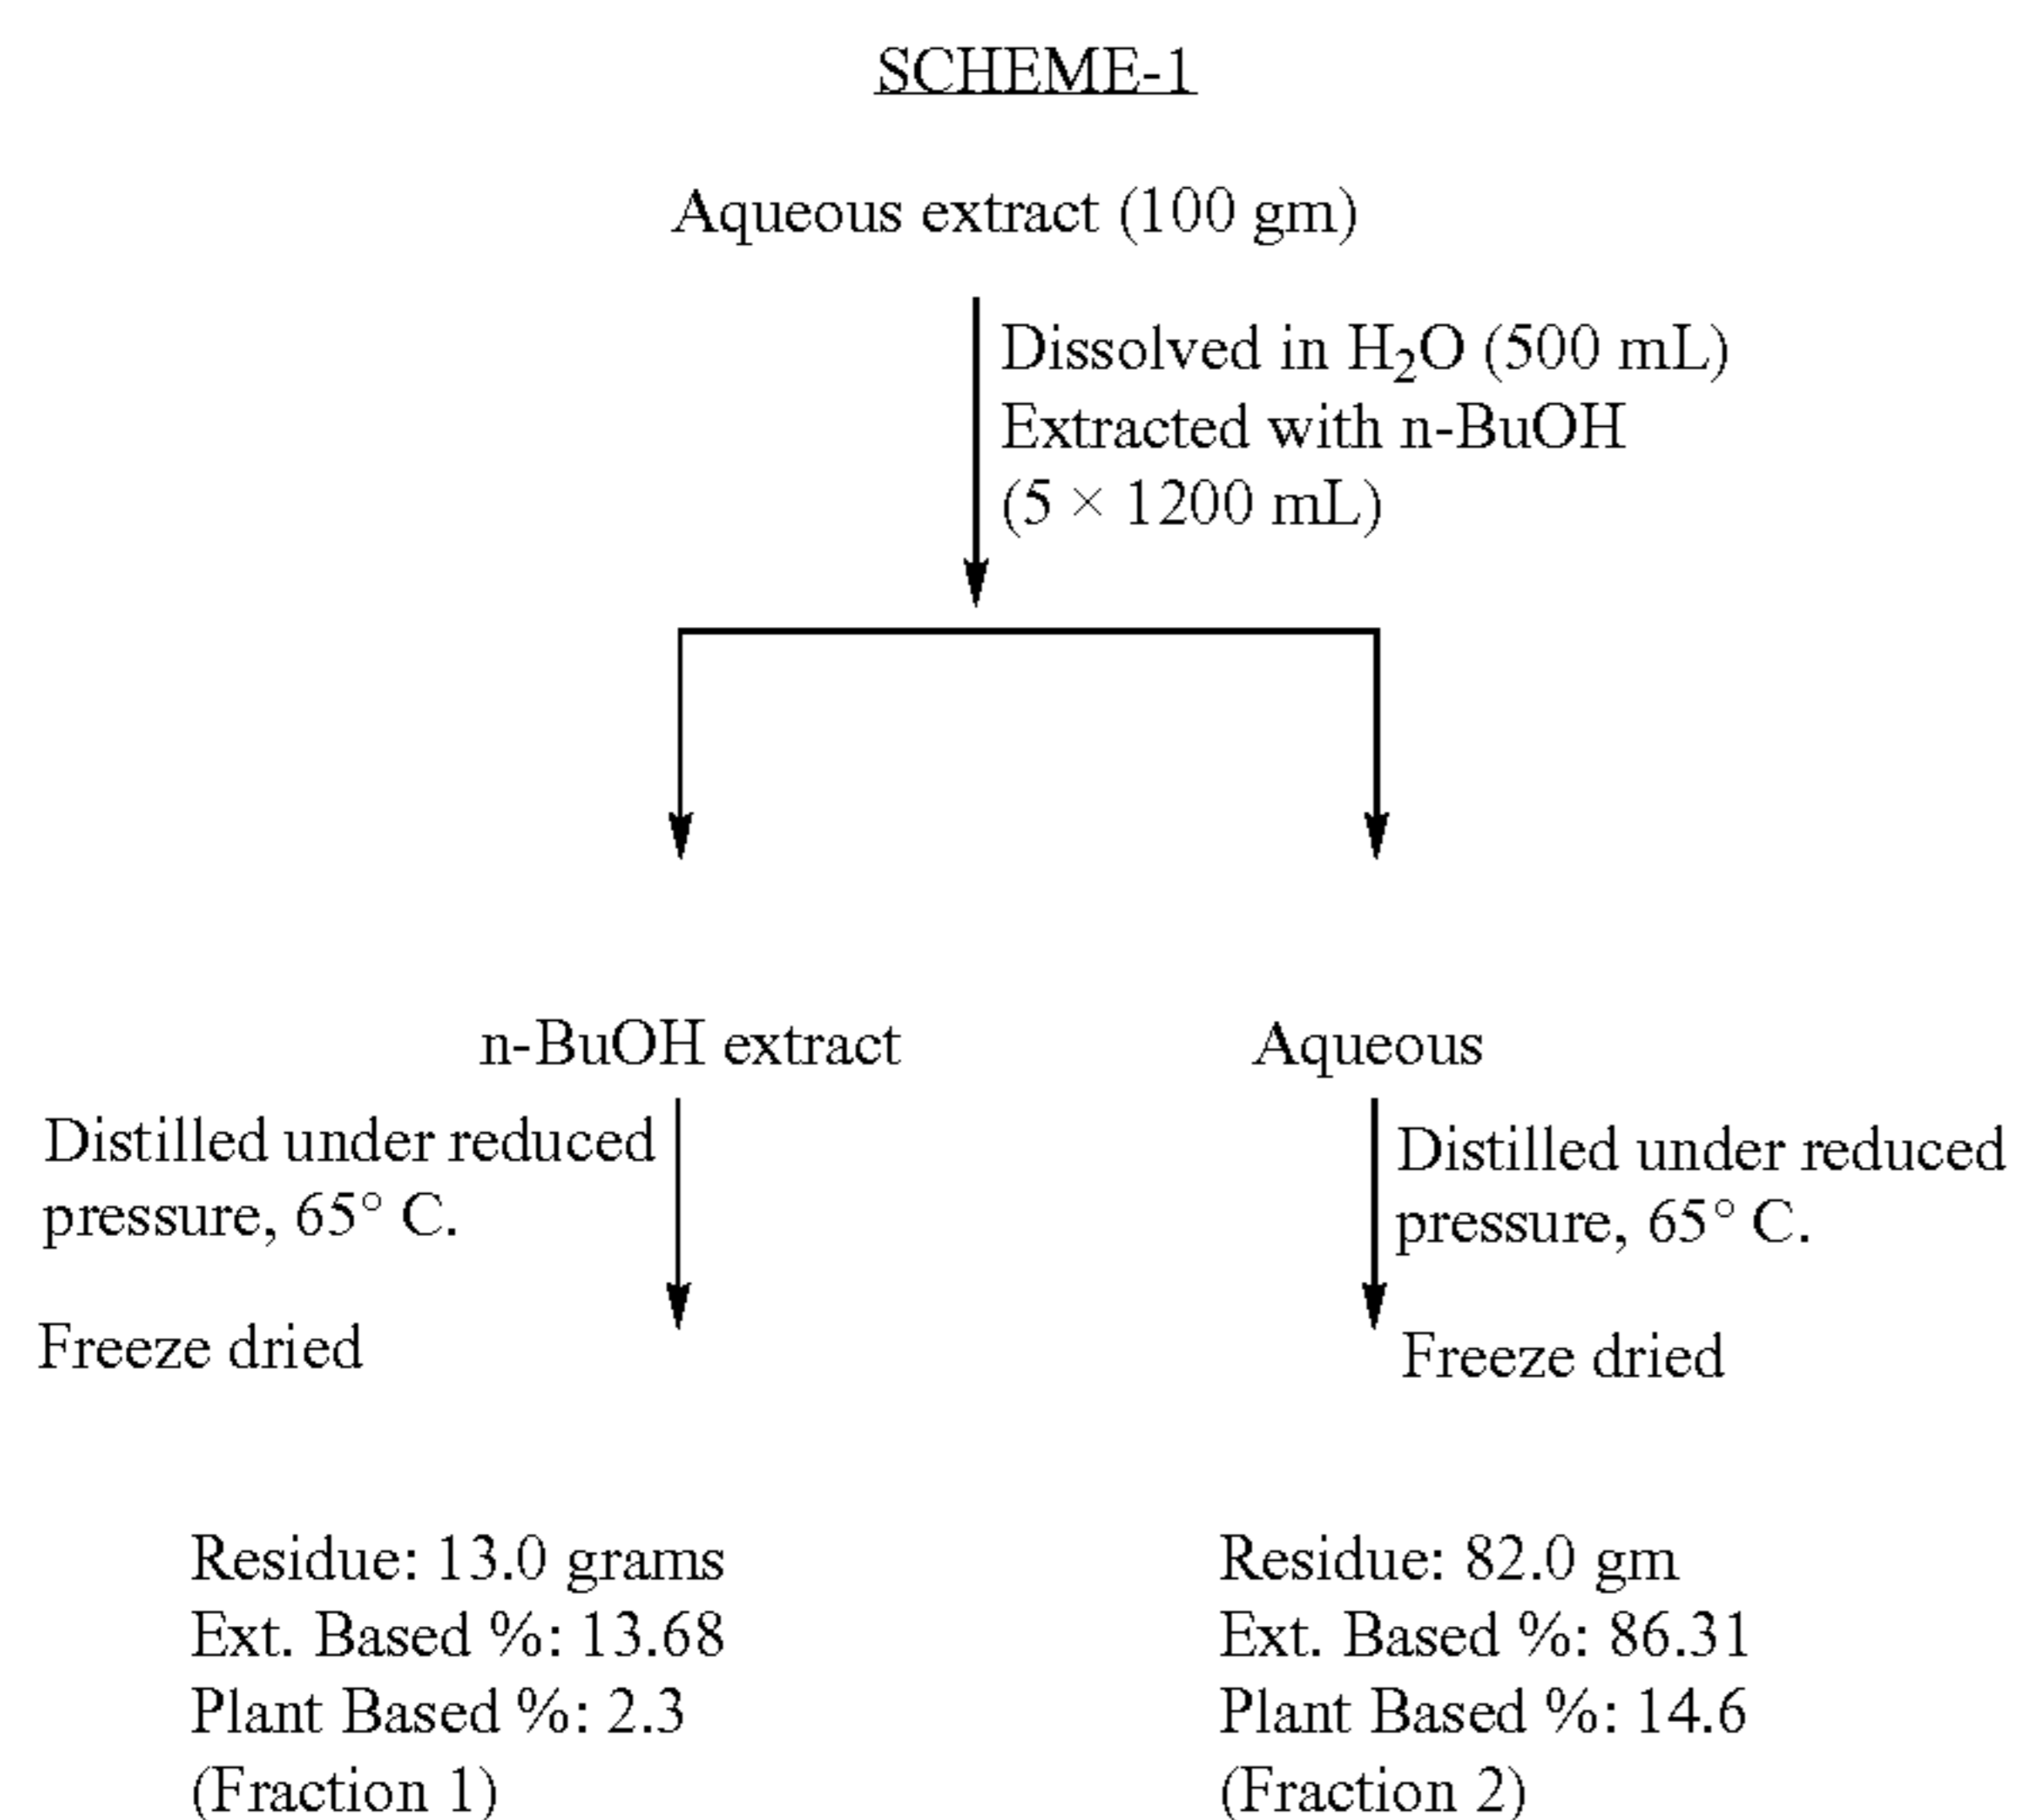 SCHEME-1
Aqueous extract (100 gm)
Dissolved in H₂O (500 mL)
Extracted with n-BuOH
(5 × 1200 mL)
n-BuOH extract
Aqueous
Distilled under reduced
pressure, 65° C.
Freeze dried
Distilled under reduced
pressure, 65° C.
Freeze dried
Residue: 13.0 grams
Ext. Based %: 13.68
Plant Based %: 2.3
(Fraction 1)
Residue: 82.0 gm
Ext. Based %: 86.31
Plant Based %: 14.6
(Fraction 2)